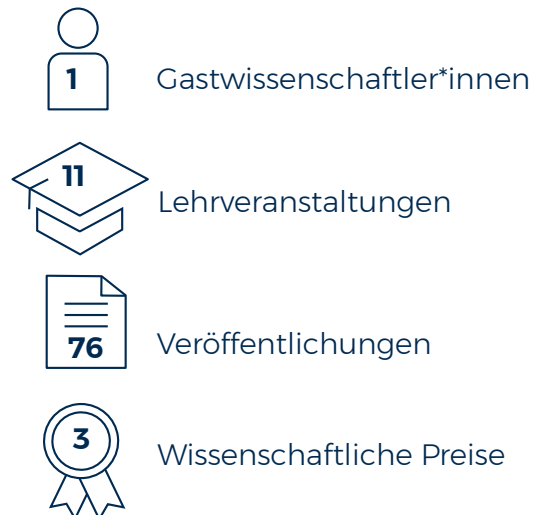 1 Gastwissenschaftler*innen
11 Lehrveranstaltungen
76 Veröffentlichungen
3 Wissenschaftliche Preise